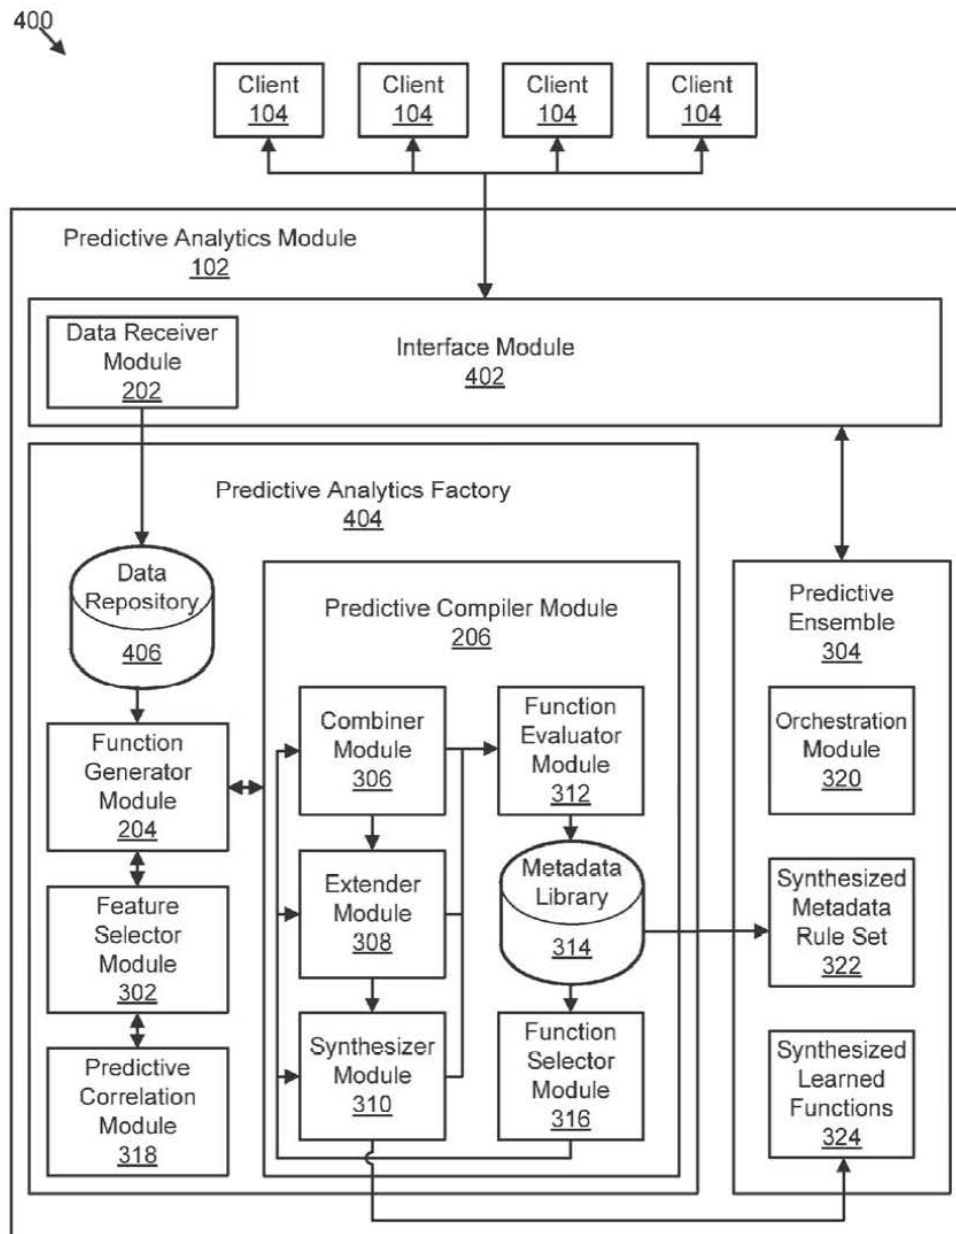 400
Client
104
Client
104
Client
104
Client
104
Predictive Analytics Module
102
Data Receiver
Module
202
Interface Module
402
Predictive Analytics Factory
404
Data
Repository
406
Function
Generator
Module
204
Feature
Selector
Module
302
Predictive
Correlation
Module
318
Predictive Compiler Module
206
Combiner
Module
306
Extender
Module
308
Synthesizer
Module
310
Function
Evaluator
Module
312
Metadata
Library
314
Function
Selector
Module
316
Predictive
Ensemble
304
Orchestration
Module
320
Synthesized
Metadata
Rule Set
322
Synthesized
Learned
Functions
324